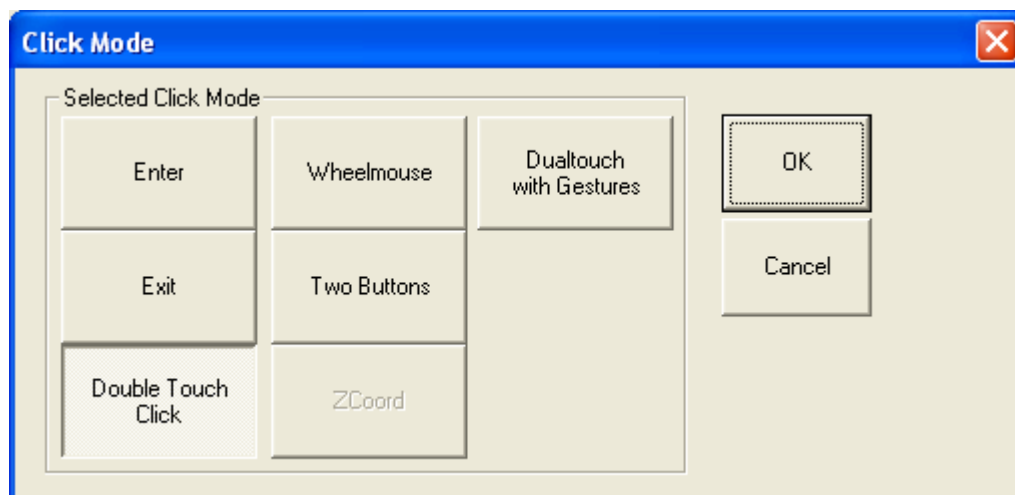 Click Mode
Selected Click Mode
Enter
Wheelmouse
Dualtouch
with Gestures
OK
Exit
Two Buttons
Cancel
Double Touch
Click
ZCoord